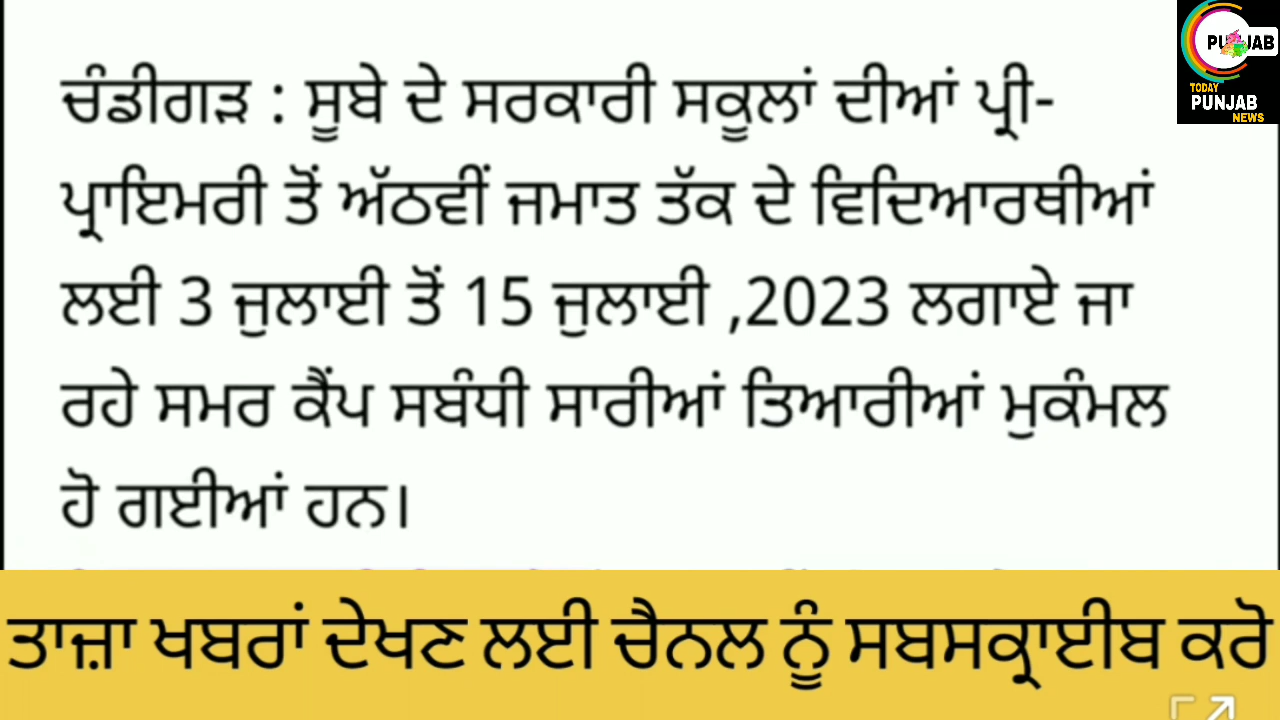 ਚੰਡੀਗੜ : ਸੂਬੇ ਦੇ ਸਰਕਾਰੀ ਸਕੂਲਾਂ ਦੀਆਂ ਪ੍ਰੀ-
ਪ੍ਰਾਇਮਰੀ ਤੋਂ ਅੱਠਵੀਂ ਜਮਾਤ ਤੱਕ ਦੇ ਵਿਦਿਆਰਥੀਆਂ
ਲਈ 3 ਜੁਲਾਈ ਤੋਂ 15 ਜੁਲਾਈ ,2023 ਲਗਾਏ ਜਾ
ਰਹੇ ਸਮਰ ਕੈਂਪ ਸਬੰਧੀ ਸਾਰੀਆਂ ਤਿਆਰੀਆਂ ਮੁਕੰਮਲ
ਹੋ ਗਈਆਂ ਹਨ।
PUNJAB
TODAY
PUNJAB
NEWS
ਤਾਜ਼ਾ ਖਬਰਾਂ ਦੇਖਣ ਲਈ ਚੈਨਲ ਨੂੰ ਸਬਸਕ੍ਰਾਈਬ ਕਰੋ